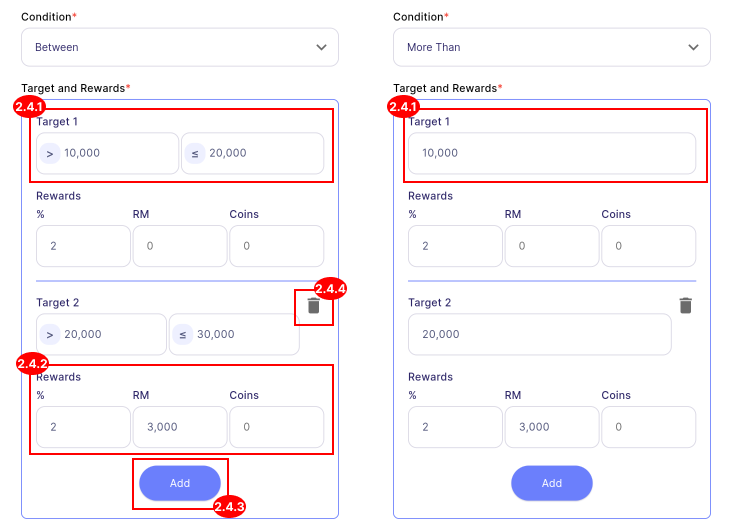 Condition*
Between
Target and Rewards*
2.4.1
Target 1
> 10,000 ≤ 20,000
Rewards
% RM Coins
2 0 0
2.4.4
Target 2
> 20,000 ≤ 30,000
2.4.2
Rewards
% RM Coins
2 3,000 0
Add
2.4.3
Condition*
More Than
Target and Rewards*
2.4.1
Target 1
10,000
Rewards
% RM Coins
2 0 0
Target 2
20,000
Rewards
% RM Coins
2 3,000 0
Add